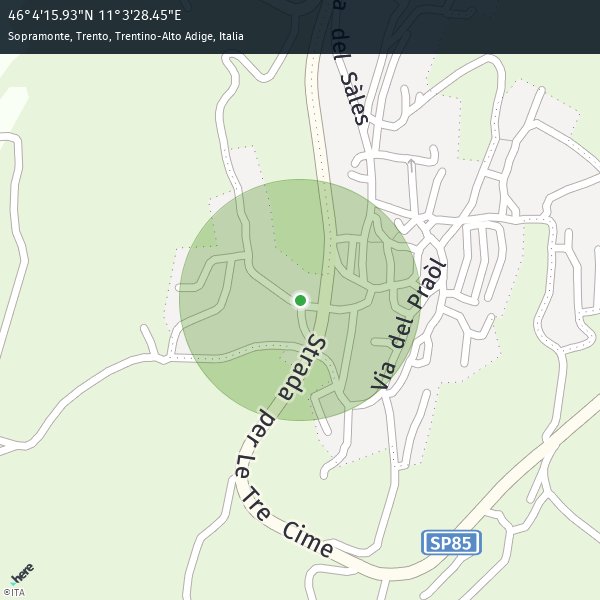 46°4'15.93"N 11°3'28.45"E
Sopramonte, Trento, Trentino-Alto Adige, Italia
a del Sàles
Via del Praòl
Strada per Le Tre Cime
SP85
here
©ITA